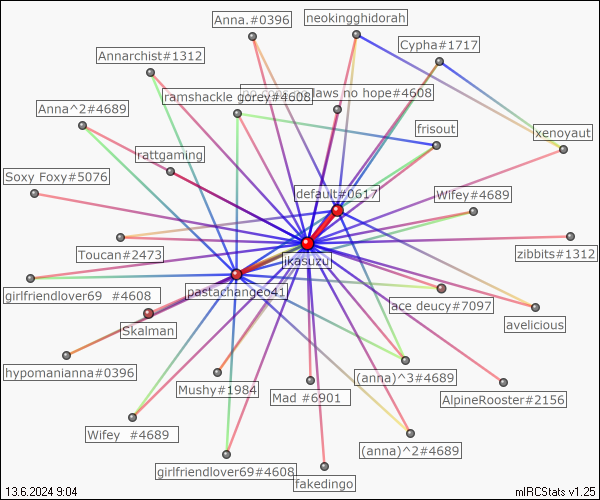 Anna.#0396
neokingghidorah
Cypha#1717
Annarchist#1312
laws no hope#4608
ramshackle gorey#4608
Anna^2#4689
frisout
xenoyaut
rattgaming
Soxy Foxy#5076
default#0617
Wifey#4689
Toucan#2473
ikasuzu
zibbits#1312
girlfriendlover69 #4608
pastachangeo41
ace deucy#7097
avelicious
Skalman
hypomanianna#0396
(anna)^3#4689
Mushy#1984
Mad #6901
AlpineRooster#2156
Wifey #4689
(anna)^2#4689
girlfriendlover69#4608
fakedingo
13.6.2024 9:04
mIRCStats v1.25